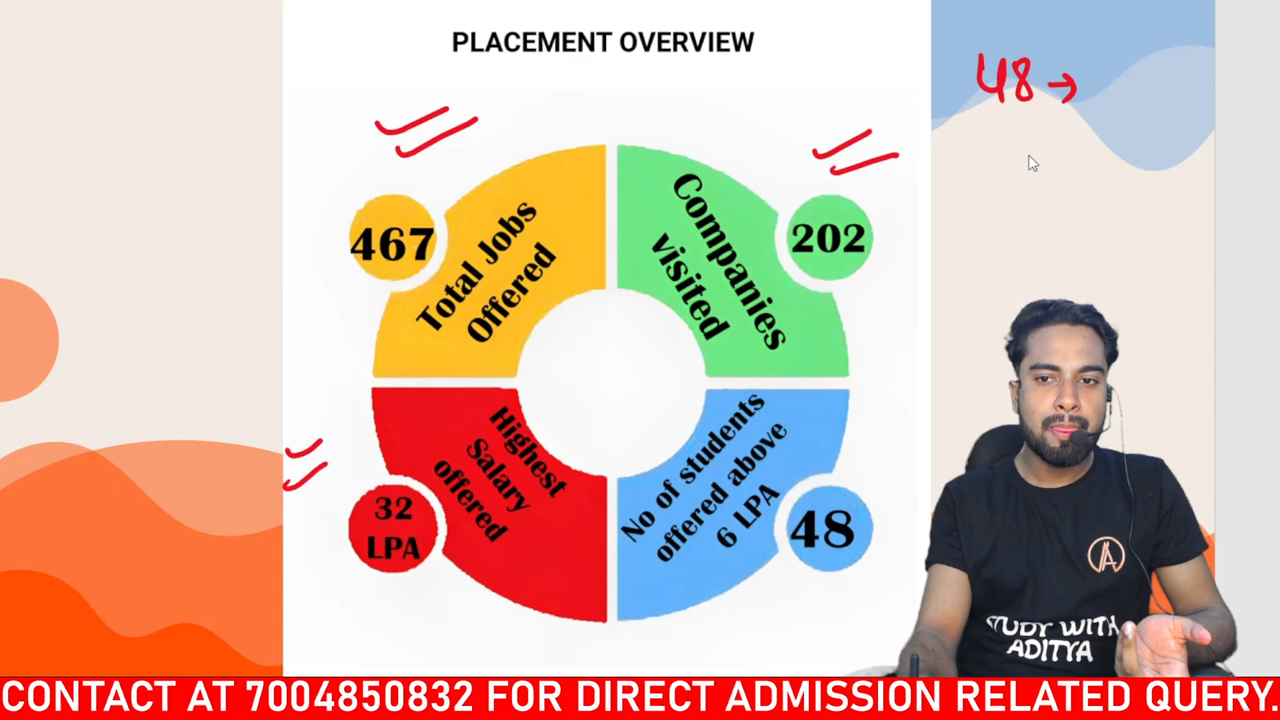 PLACEMENT OVERVIEW
48 →
467
Total Jobs
Offered
Companies
visited
202
Highest
Salary
offered
32
LPA
No of students
offered above
6 LPA
48
STUDY WITH
ADITYA
CONTACT AT 7004850832 FOR DIRECT ADMISSION RELATED QUERY.